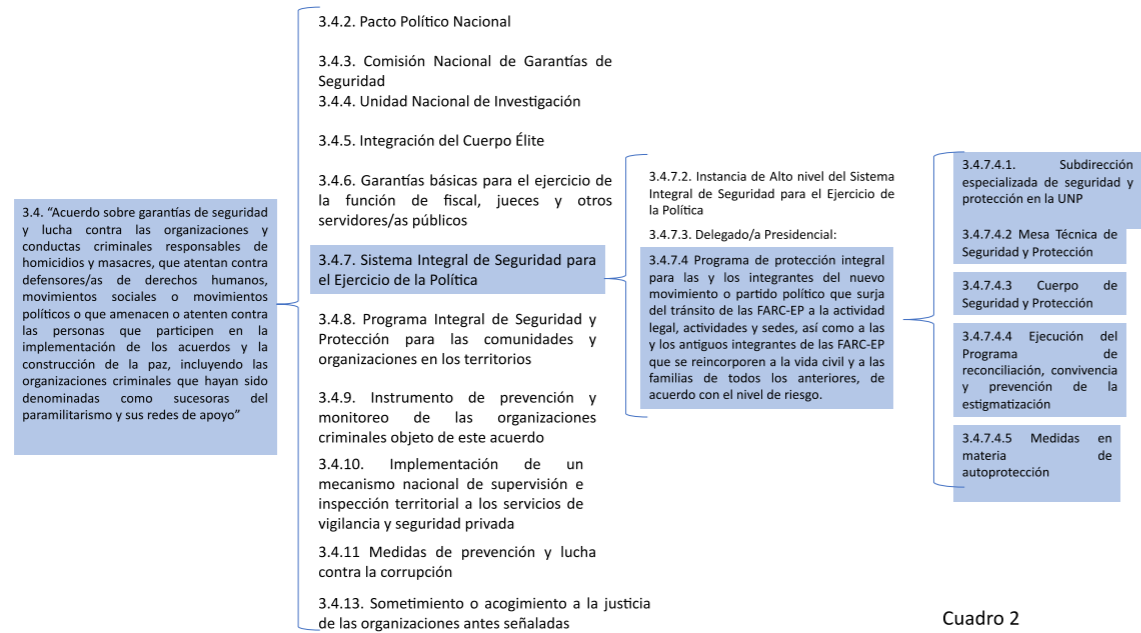 3.4. “Acuerdo sobre garantías de seguridad
y lucha contra las organizaciones y
conductas criminales responsables de
homicidios y masacres, que atentan contra
defensores/as de derechos humanos,
movimientos sociales o movimientos
políticos o que amenacen o atenten contra
las personas que participen en la
implementación de los acuerdos y la
construcción de la paz, incluyendo las
organizaciones criminales que hayan sido
denominadas como sucesoras del
paramilitarismo y sus redes de apoyo”
3.4.2. Pacto Político Nacional
3.4.3. Comisión Nacional de Garantías de
Seguridad
3.4.4. Unidad Nacional de Investigación
3.4.5. Integración del Cuerpo Élite
3.4.6. Garantías básicas para el ejercicio de
la función de fiscal, jueces y otros
servidores/as públicos
3.4.7. Sistema Integral de Seguridad para
el Ejercicio de la Política
3.4.8. Programa Integral de Seguridad y
Protección para las comunidades y
organizaciones en los territorios
3.4.9. Instrumento de prevención y
monitoreo de las organizaciones
criminales objeto de este acuerdo
3.4.10. Implementación de un
mecanismo nacional de supervisión e
inspección territorial a los servicios de
vigilancia y seguridad privada
3.4.11 Medidas de prevención y lucha
contra la corrupción
3.4.13. Sometimiento o acogimiento a la justicia
de las organizaciones antes señaladas
3.4.7.2. Instancia de Alto nivel del Sistema
Integral de Seguridad para el Ejercicio de
la Política
3.4.7.3. Delegado/a Presidencial:
3.4.7.4 Programa de protección integral
para las y los integrantes del nuevo
movimiento o partido político que surja
del tránsito de las FARC-EP a la actividad
legal, actividades y sedes, así como a las
y los antiguos integrantes de las FARC-EP
que se reincorporen a la vida civil y a las
familias de todos los anteriores, de
acuerdo con el nivel de riesgo.
3.4.7.4.1. Subdirección
especializada de seguridad y
protección en la UNP
3.4.7.4.2 Mesa Técnica de
Seguridad y Protección
3.4.7.4.3 Cuerpo de
Seguridad y Protección
3.4.7.4.4 Ejecución del
Programa de
reconciliación, convivencia
y prevención de la
estigmatización
3.4.7.4.5 Medidas en
materia de
autoprotección
Cuadro 2